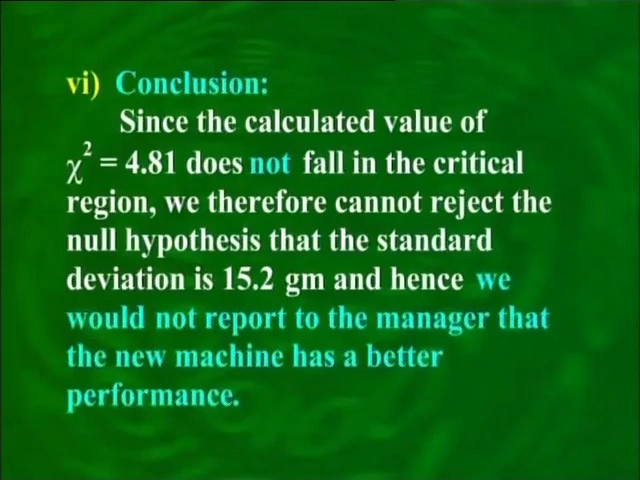 vi) Conclusion:
Since the calculated value of
χ² = 4.81 does not fall in the critical
region, we therefore cannot reject the
null hypothesis that the standard
deviation is 15.2 gm and hence we
would not report to the manager that
the new machine has a better
performance.